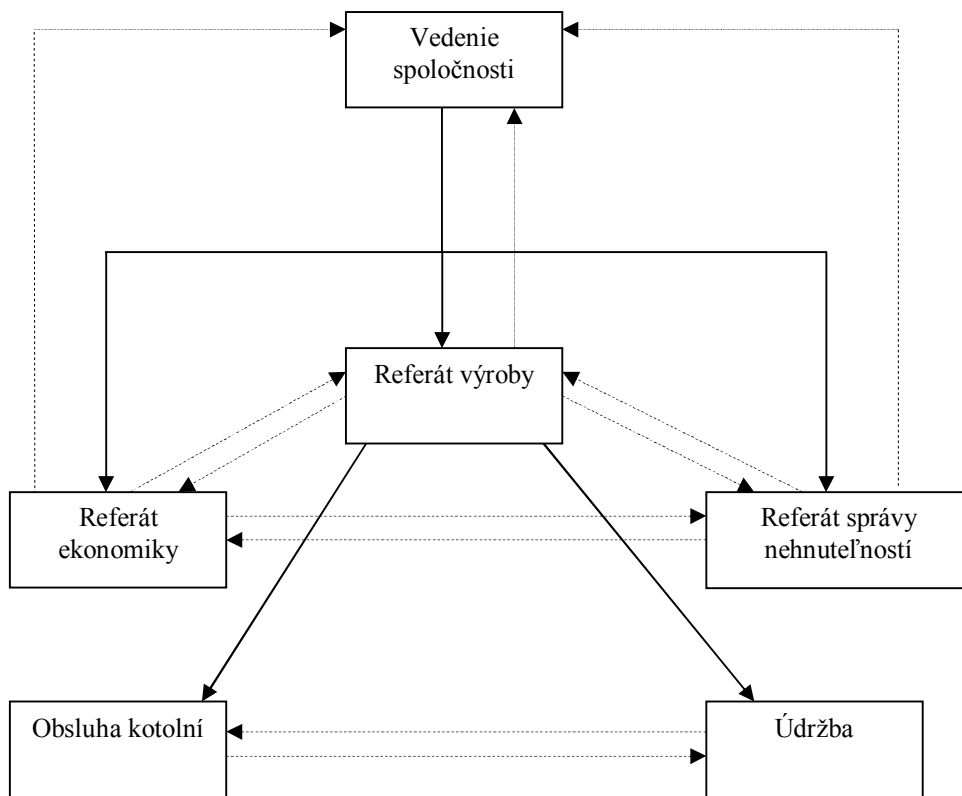 Vedenie
spoločnosti
Referát výroby
Referát
ekonomiky
Referát správy
nehnuteľností
Obsluha kotolní
Údržba